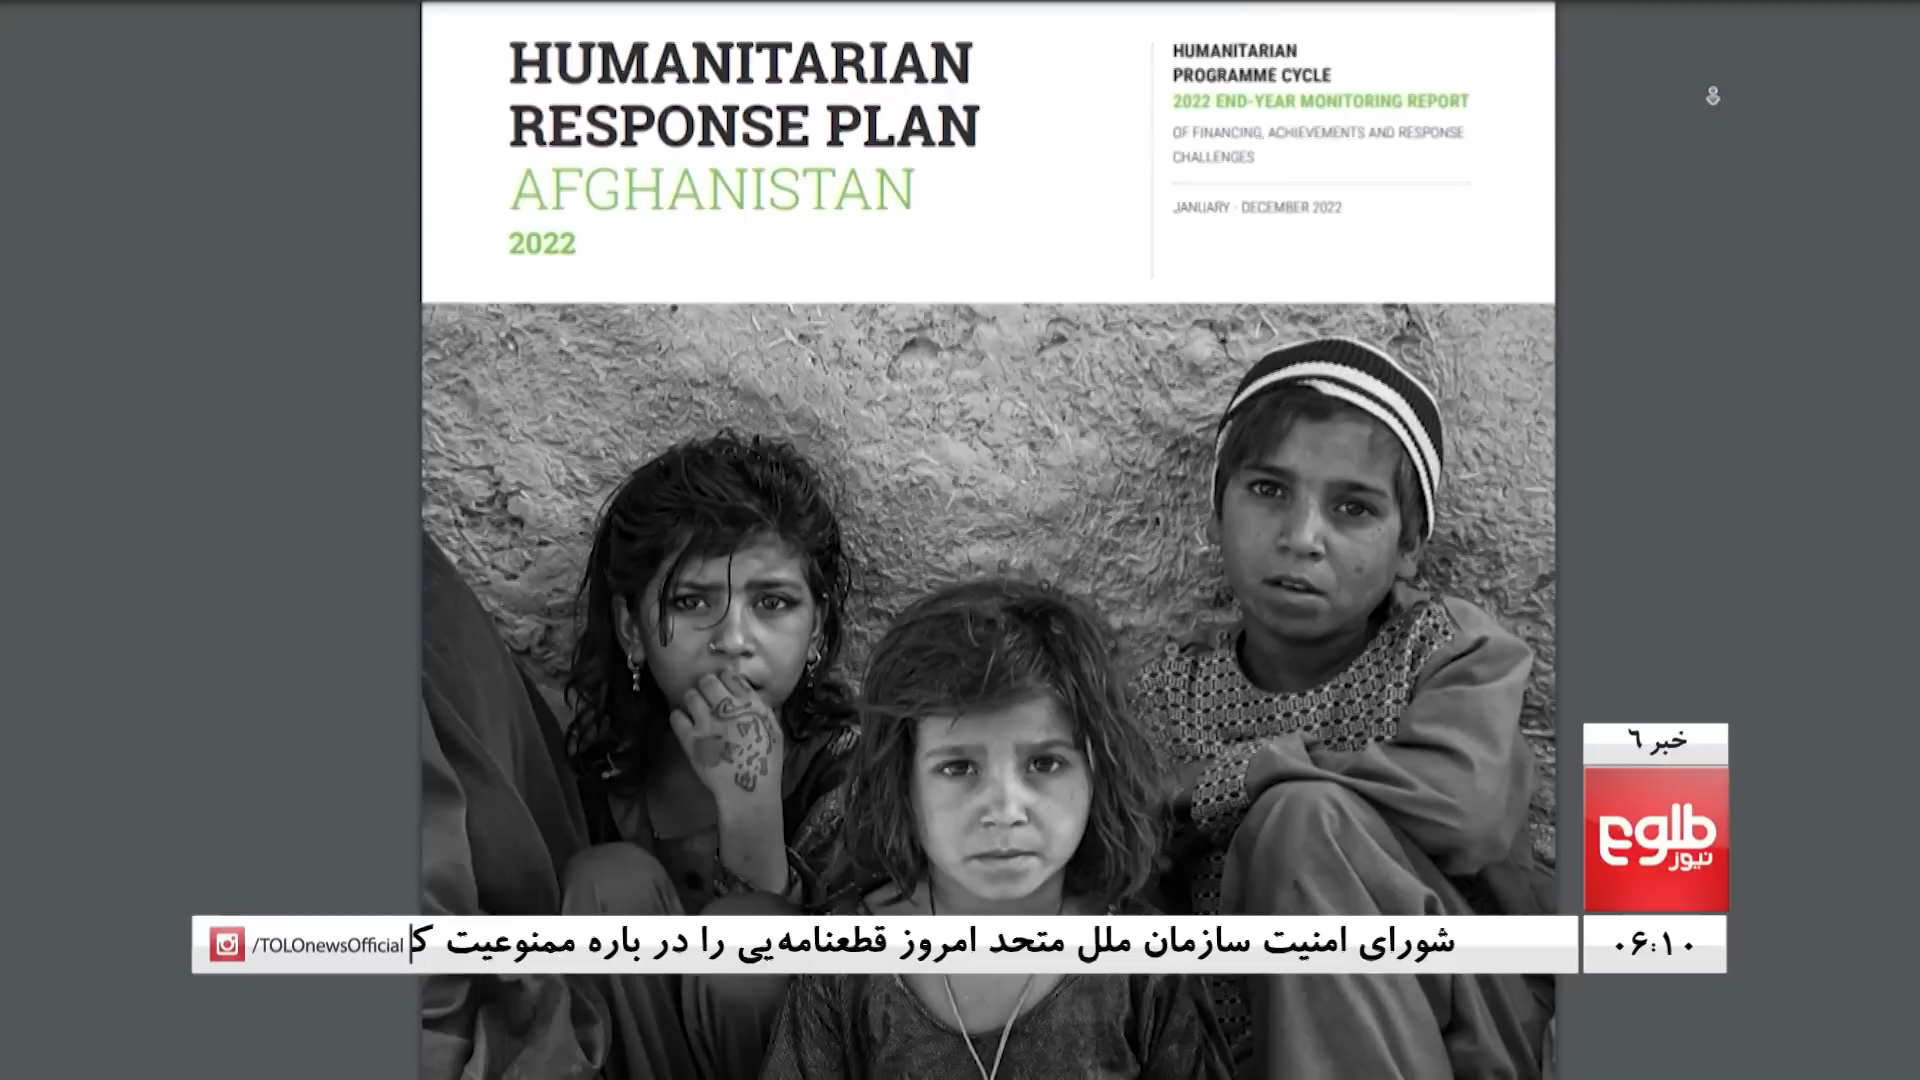 HUMANITARIAN
RESPONSE PLAN
AFGHANISTAN
2022
HUMANITARIAN
PROGRAMME CYCLE
2022 END-YEAR MONITORING REPORT
OF FINANCING, ACHIEVEMENTS AND RESPONSE
CHALLENGES
JANUARY - DECEMBER 2022
خبر ٦
طلوع
نیوز
/TOLOnewsOfficial
شورای امنیت سازمان ملل متحد امروز قطعنامه‌یی را در باره ممنوعیت ک
۰۶:۱۰